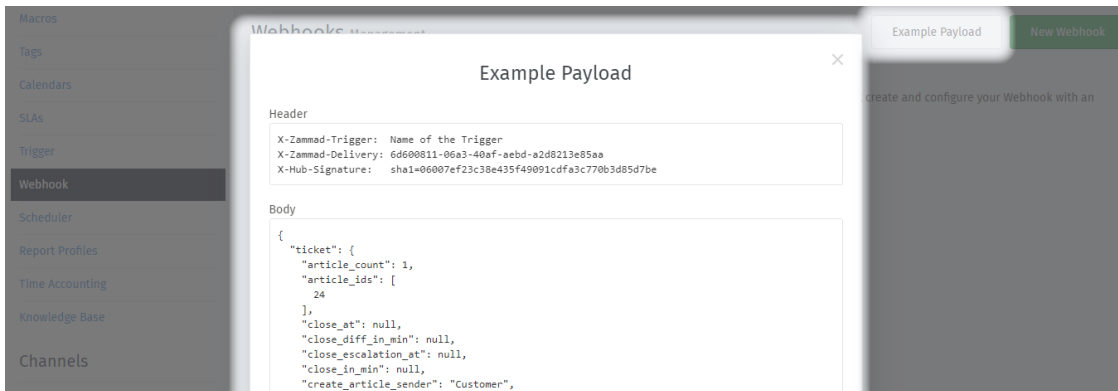 Macros
Tags
Calendars
SLAs
Trigger
Webhook
Scheduler
Report Profiles
Time Accounting
Knowledge Base
Channels
Webhooks Management
Example Payload
New Webhook
create and configure your Webhook with an
Example Payload
×
Header
X-Zammad-Trigger: Name of the Trigger
X-Zammad-Delivery: 6d600811-06a3-40af-aebd-a2d8213e85aa
X-Hub-Signature: sha1=06007ef23c38e435f49091cdfa3c770b3d85d7be
Body
{
"ticket": {
"article_count": 1,
"article_ids": [
24
],
"close_at": null,
"close_diff_in_min": null,
"close_escalation_at": null,
"close_in_min": null,
"create_article_sender": "Customer",